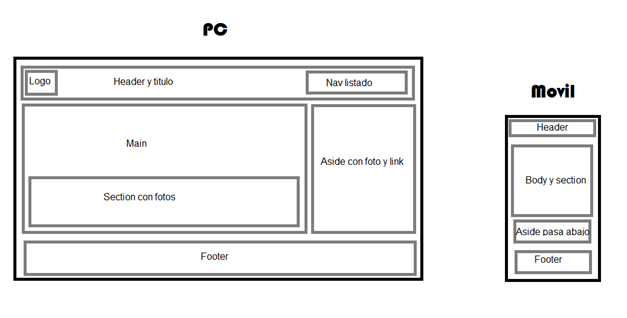 PC
Logo
Header y titulo
Nav listado
Main
Aside con foto y link
Section con fotos
Footer
Movil
Header
Body y section
Aside pasa abajo
Footer